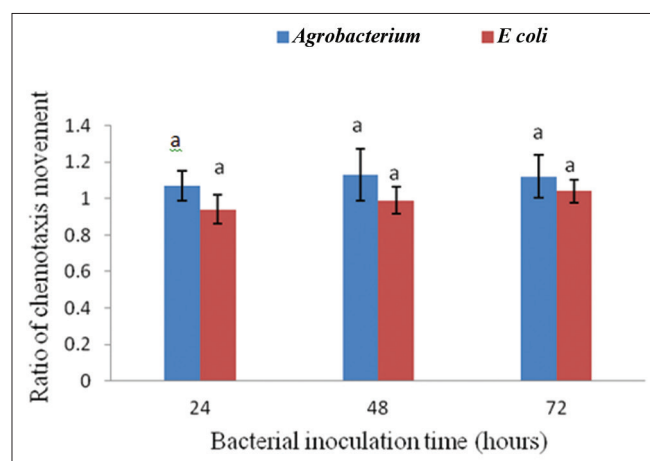 Agrobacterium E coli
Ratio of chemotaxis movement
1.4
1.2
1
0.8
0.6
0.4
0.2
0
a a a a a a
24 48 72
Bacterial inoculation time (hours)